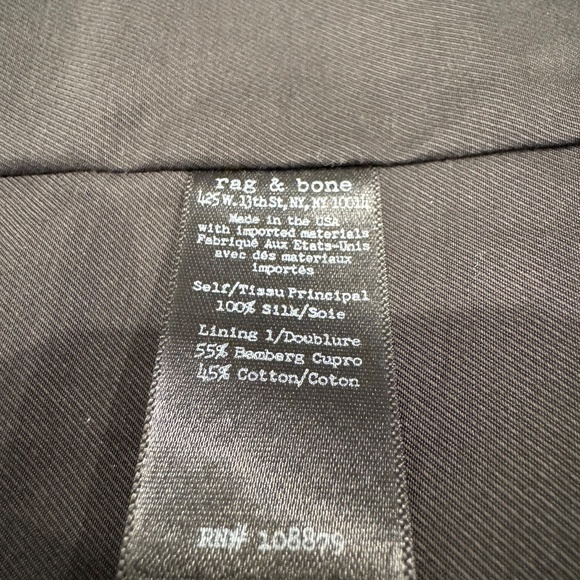 rag & bone
425 W. 13th St, NY, NY 10014
Made in the USA
with imported materials
Fabriqué Aux Etats-Unis
avec dés materiaux
importés
Self/Tissu Principal
100% Silk/Soie
Lining 1/Doublure
55% Bemberg Cupro
45% Cotton/Coton
RN# 108879